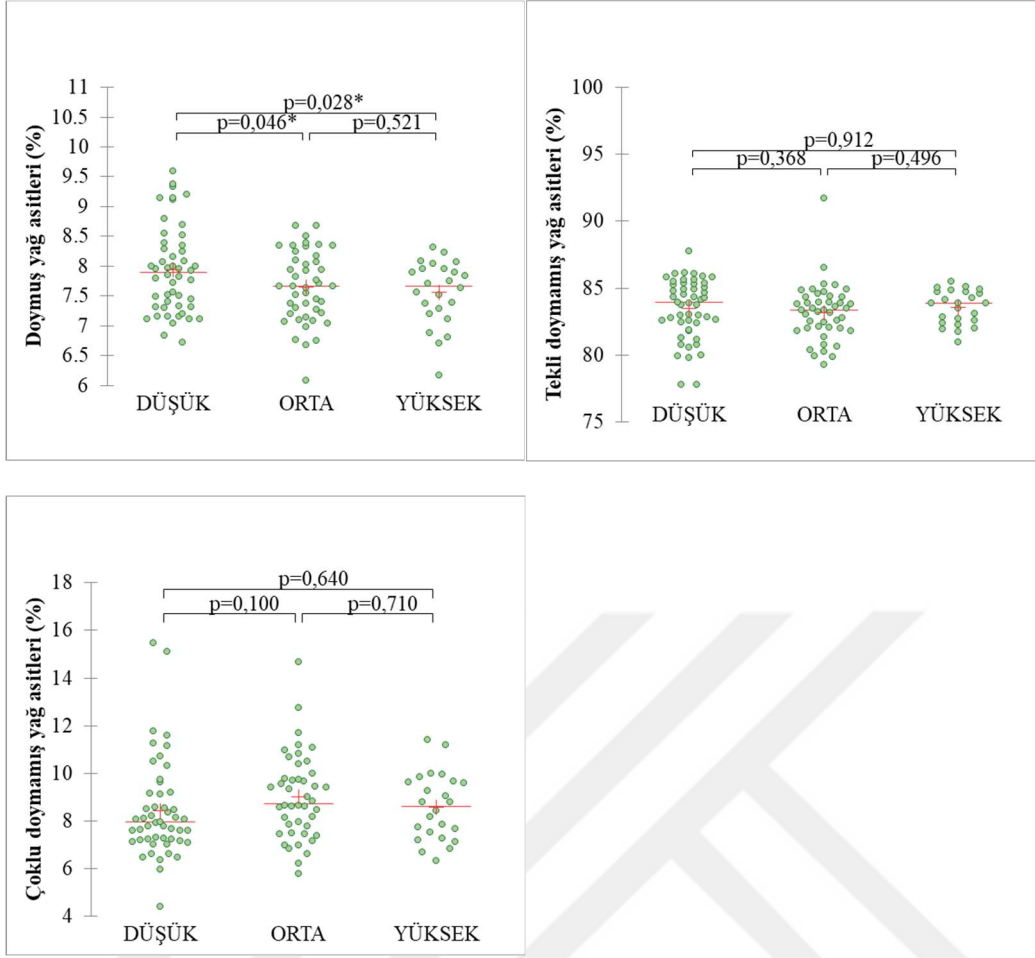 Doymuş yağ asitleri (%)
11
10.5
10
9.5
9
8.5
8
7.5
7
6.5
6
p=0,028*
p=0,046*
p=0,521
DÜŞÜK
ORTA
YÜKSEK
Tekli doymamış yağ asitleri (%)
100
95
90
85
80
75
p=0,912
p=0,368
p=0,496
DÜŞÜK
ORTA
YÜKSEK
Çoklu doymamış yağ asitleri (%)
18
16
14
12
10
8
6
4
p=0,640
p=0,100
p=0,710
DÜŞÜK
ORTA
YÜKSEK